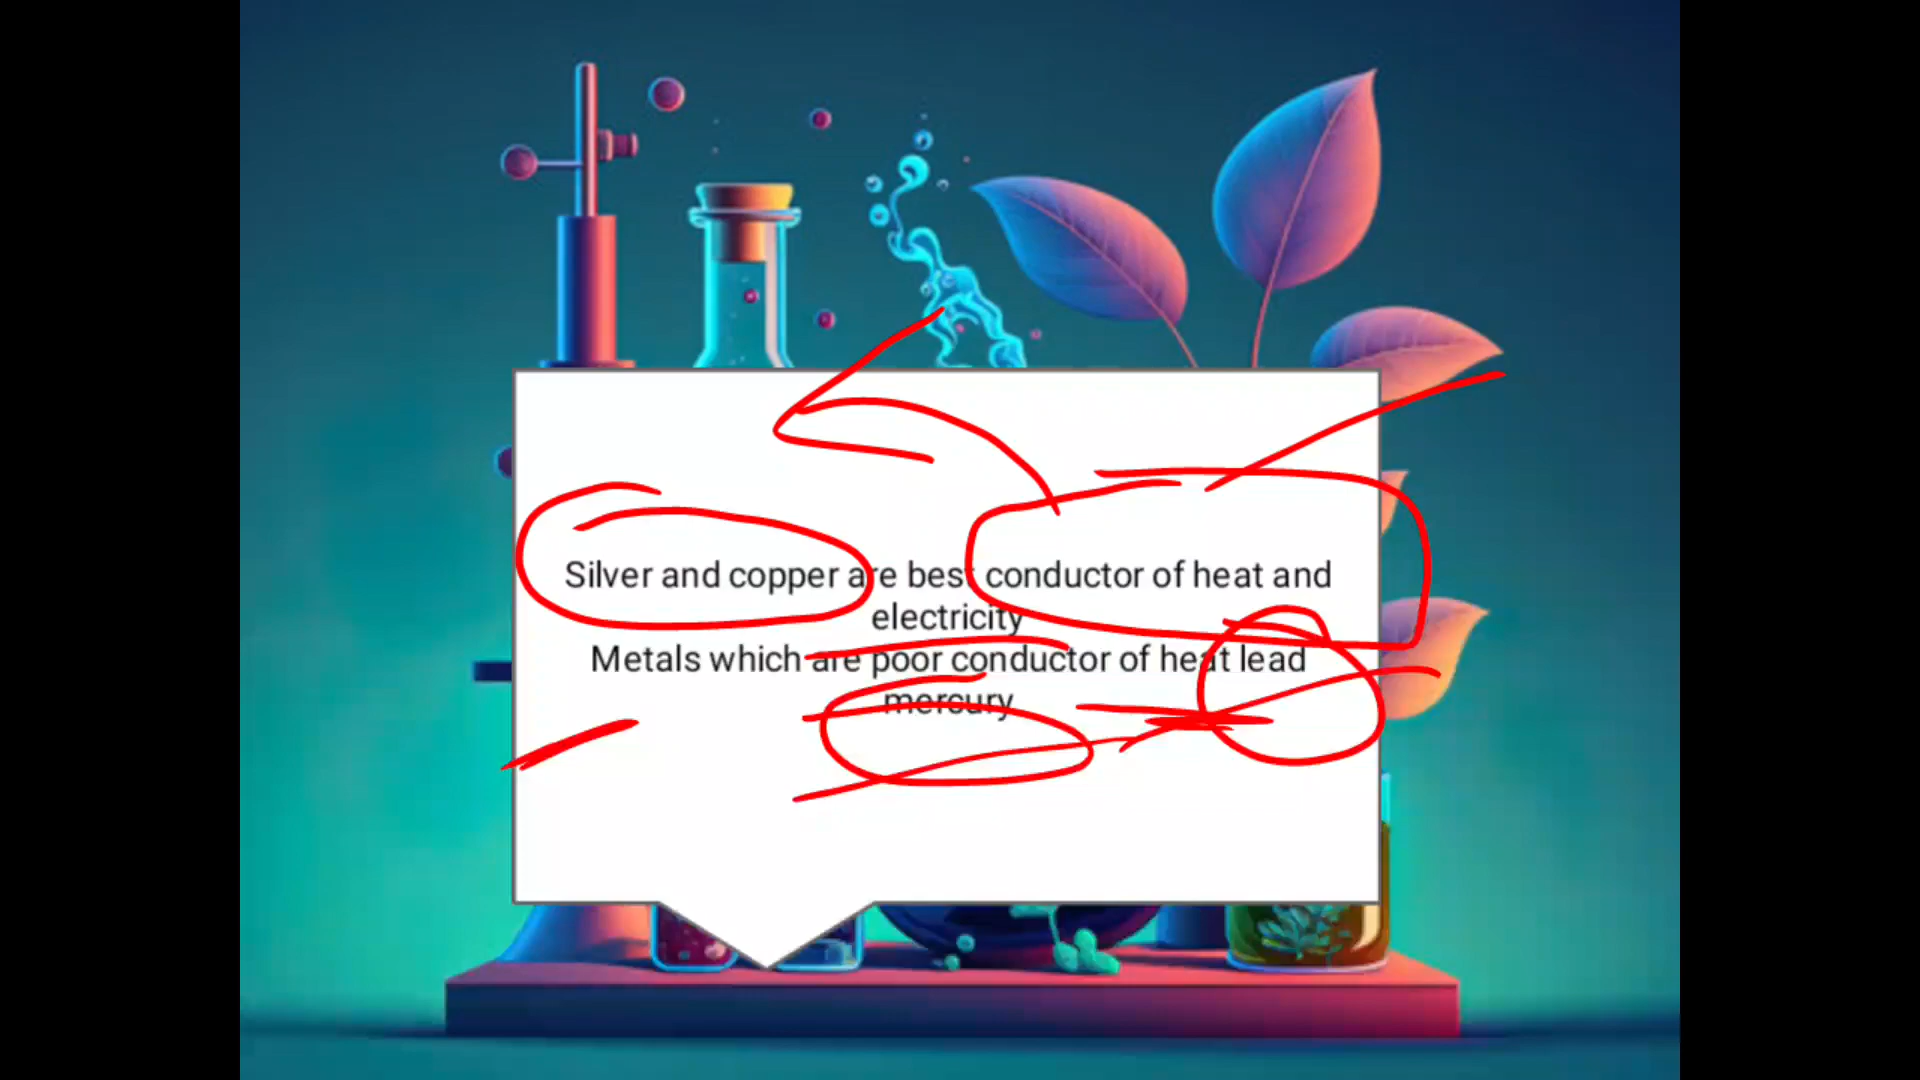 Silver and copper are best conductor of heat and
electricity
Metals which are poor conductor of heat lead
mercury